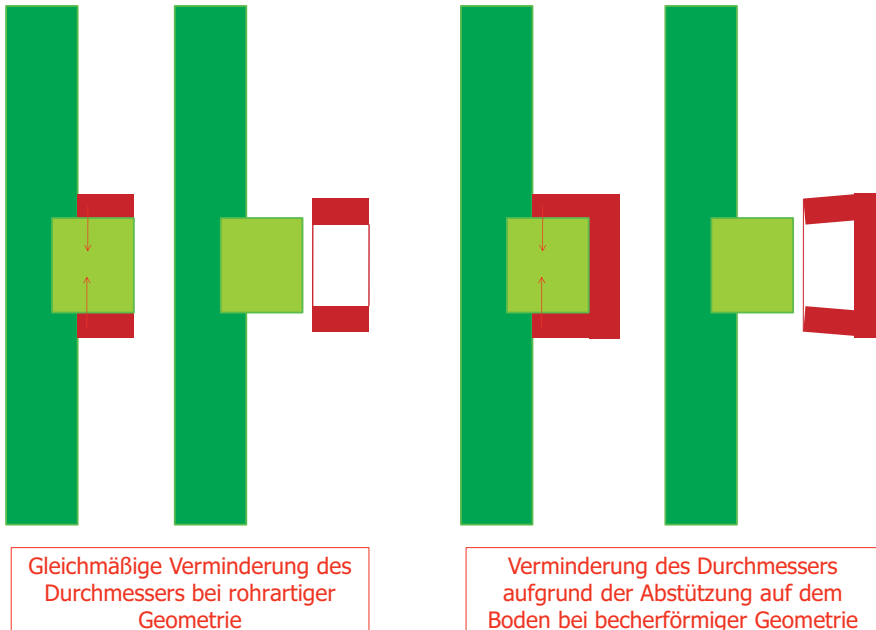 Gleichmäßige Verminderung des
Durchmessers bei rohrartiger
Geometrie
Verminderung des Durchmessers
aufgrund der Abstützung auf dem
Boden bei becherförmiger Geometrie